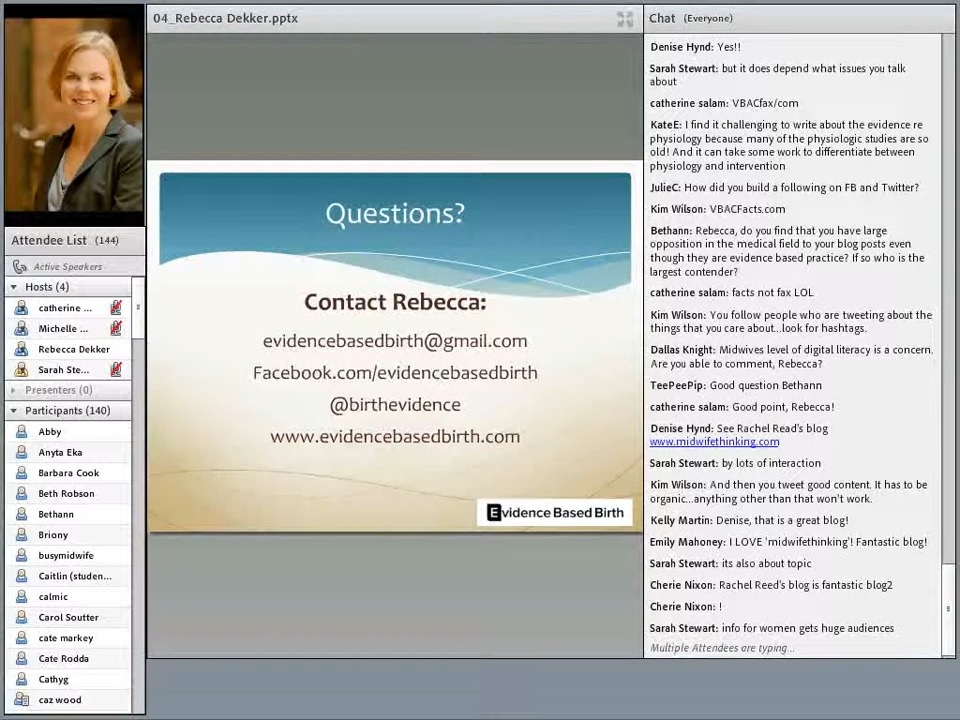 04_Rebecca Dekker.pptx
Attendee List (144)
Active Speakers
Hosts (4)
catherine ...
Michelle ...
Rebecca Dekker
Sarah Ste...
Presenters (0)
Participants (140)
Abby
Anyta Eka
Barbara Cook
Beth Robson
Bethann
Briony
busymidwife
Caitlin (studen...
calmic
Carol Soutter
cate markey
Cate Rodda
Cathyg
caz wood
Questions?
Contact Rebecca:
evidencebasedbirth@gmail.com
Facebook.com/evidencebasedbirth
@birthevidence
www.evidencebasedbirth.com
Evidence Based Birth
Chat (Everyone)
Denise Hynd: Yes!!
Sarah Stewart: but it does depend what issues you talk
about
catherine salam: VBACfax/com
KateE: I find it challenging to write about the evidence re
physiology because many of the physiologic studies are so
old! And it can take some work to differentiate between
physiology and intervention
JulieC: How did you build a following on FB and Twitter?
Kim Wilson: VBACFacts.com
Bethann: Rebecca, do you find that you have large
opposition in the medical field to your blog posts even
though they are evidence based practice? If so who is the
largest contender?
catherine salam: facts not fax LOL
Kim Wilson: You follow people who are tweeting about the
things that you care about...look for hashtags.
Dallas Knight: Midwives level of digital literacy is a concern.
Are you able to comment, Rebecca?
TeePeePip: Good question Bethann
catherine salam: Good point, Rebecca!
Denise Hynd: See Rachel Read's blog
www.midwifethinking.com
Sarah Stewart: by lots of interaction
Kim Wilson: And then you tweet good content. It has to be
organic...anything other than that won't work.
Kelly Martin: Denise, that is a great blog!
Emily Mahoney: I LOVE 'midwifethinking'! Fantastic blog!
Sarah Stewart: its also about topic
Cherie Nixon: Rachel Reed's blog is fantastic blog2
Cherie Nixon: !
Sarah Stewart: info for women gets huge audiences
Multiple Attendees are typing...